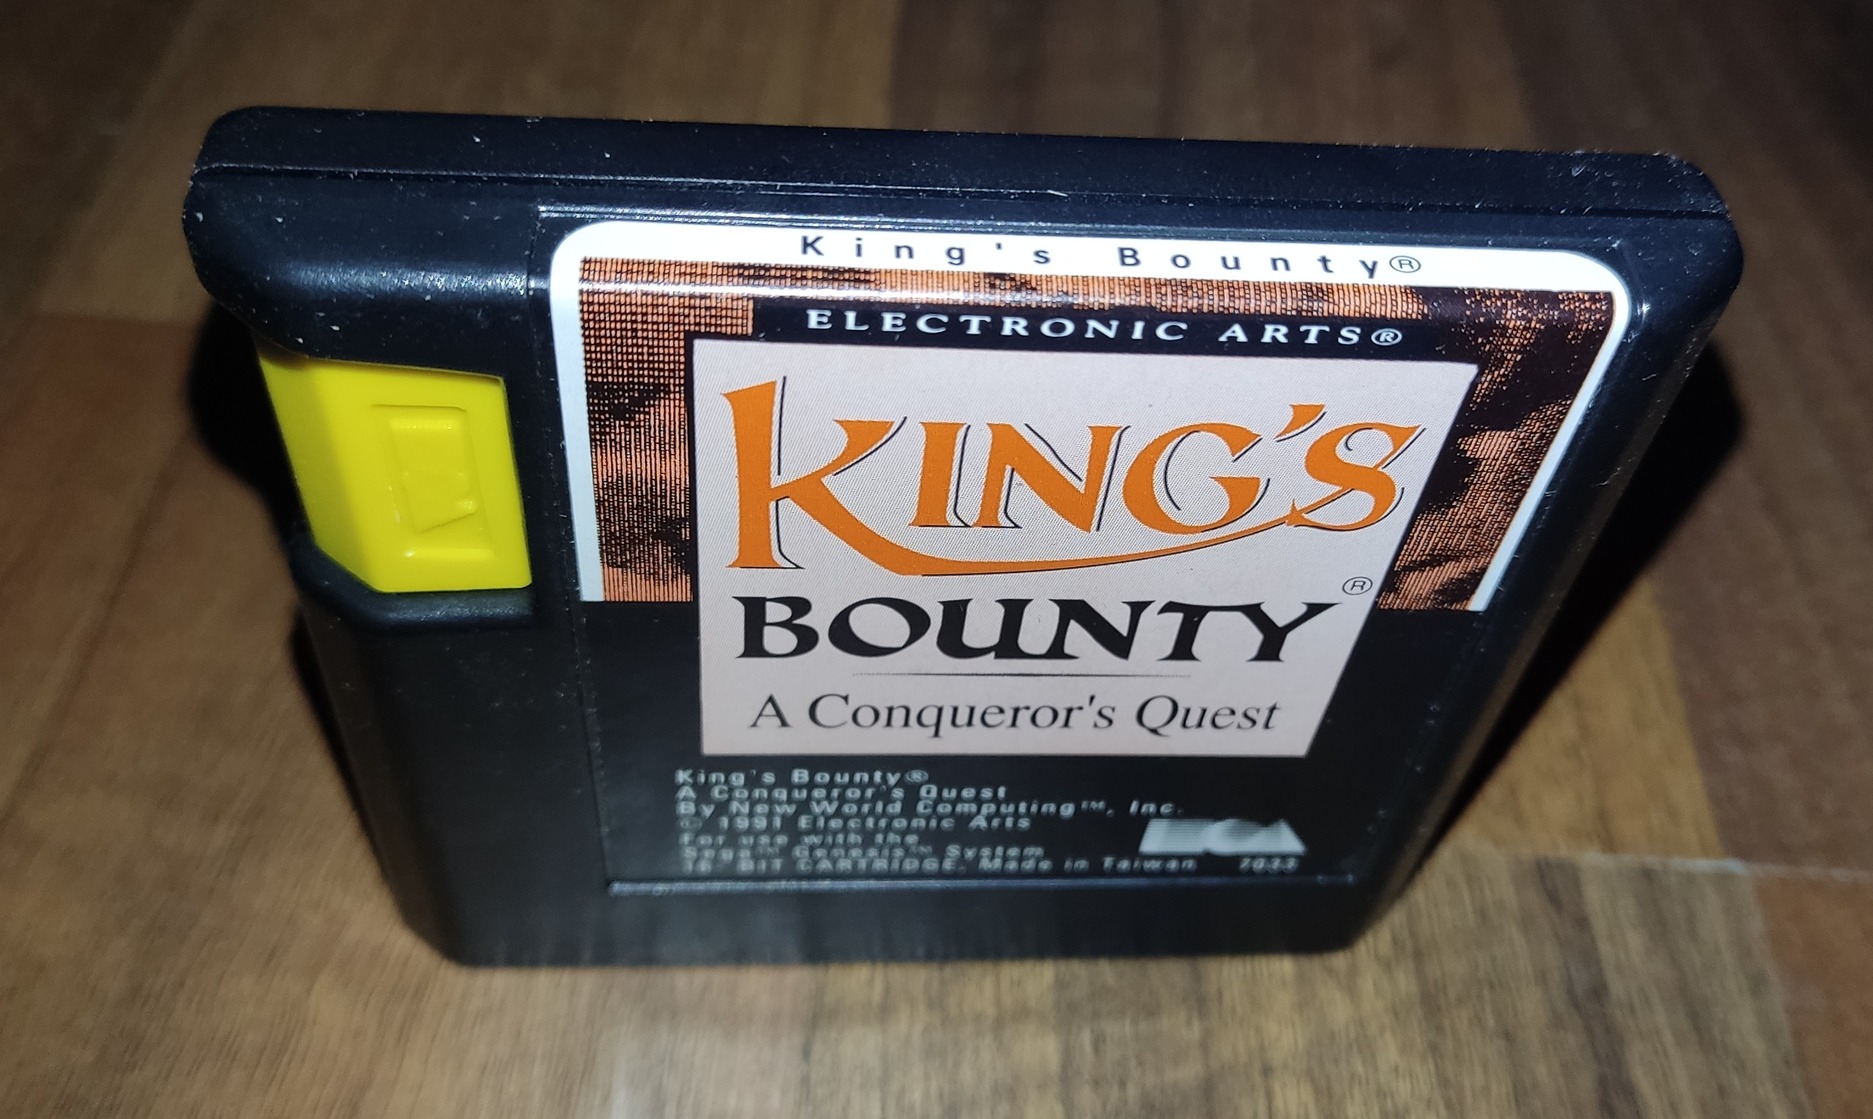 King's Bounty®
ELECTRONIC ARTS®
KING'S
BOUNTY®
A Conqueror's Quest
King's Bounty®
A Conqueror's Quest
By New World Computing™, Inc.
© 1991 Electronic Arts
For use with the
Sega™ Genesis™ System
16 BIT CARTRIDGE. Made in Taiwan 7033